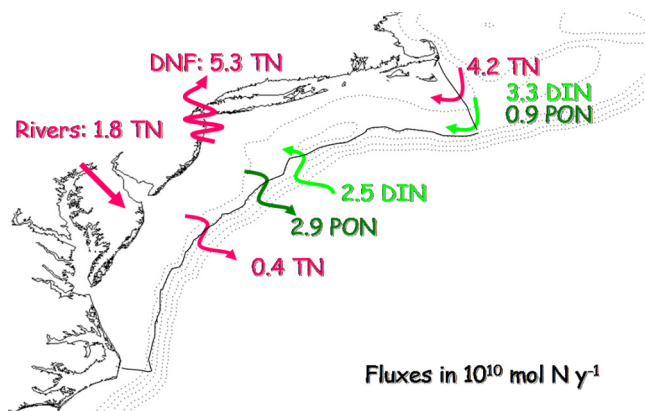 DNF: 5.3 TN
4.2 TN
3.3 DIN
0.9 PON
Rivers: 1.8 TN
2.5 DIN
2.9 PON
0.4 TN
Fluxes in 10¹⁰ mol N y⁻¹